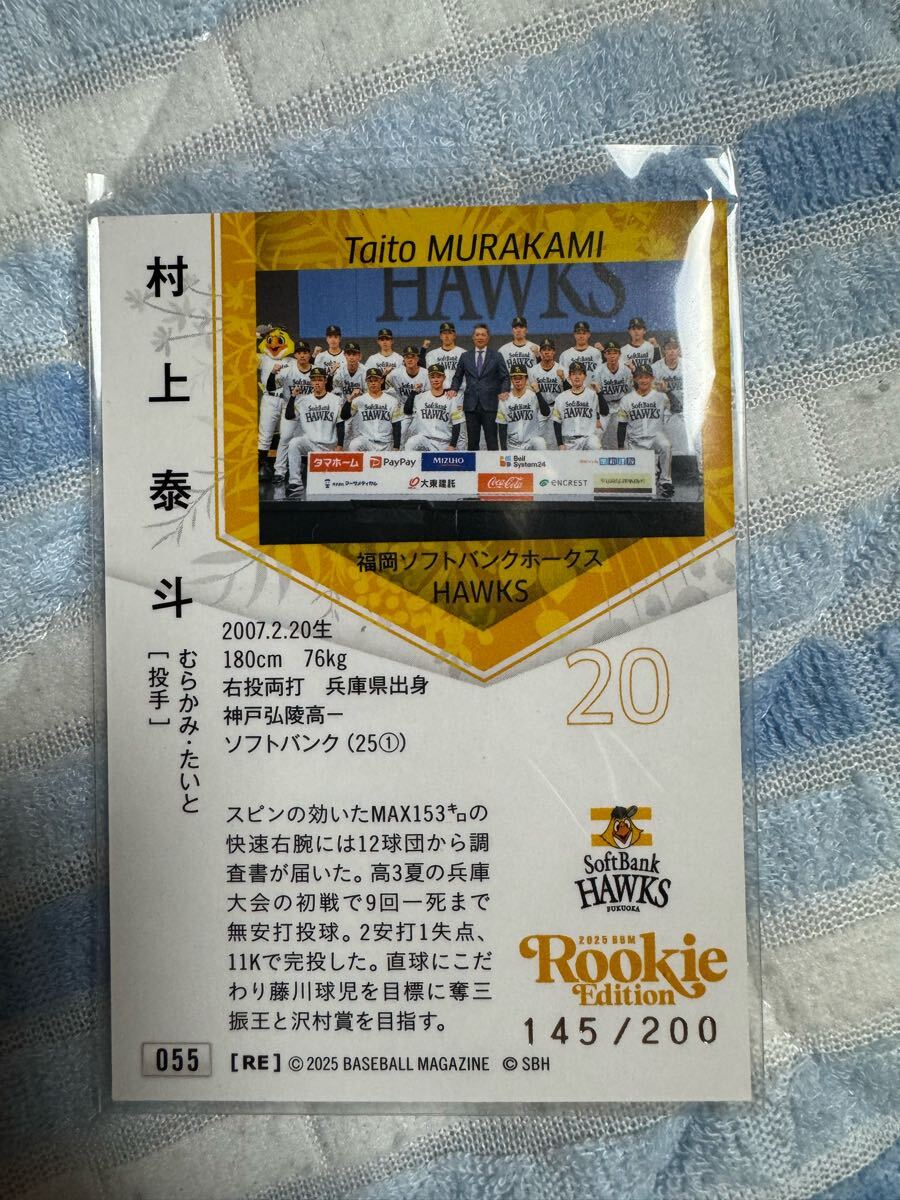 村上泰斗
むらかみ・たいと
[投手]
Taito MURAKAMI
HAWKS
SoftBank
HAWKS
タマホーム
PayPay
MIZUHO
Bell System24
大東建託
Coca-Cola
ENCREST
福岡ソフトバンクホークス
HAWKS
2007.2.20生
180cm 76kg
右投両打 兵庫県出身
神戸弘陵高ー
ソフトバンク(25①)
20
スピンの効いたMAX153㌔の
快速右腕には12球団から調
査書が届いた。高3夏の兵庫
大会の初戦で9回一死まで
無安打投球。2安打1失点、
11Kで完投した。直球にこだ
わり藤川球児を目標に奪三
振王と沢村賞を目指す。
SoftBank
HAWKS
FUKUOKA
2025 BBM
Rookie
Edition
145/200
055
[RE] © 2025 BASEBALL MAGAZINE © SBH